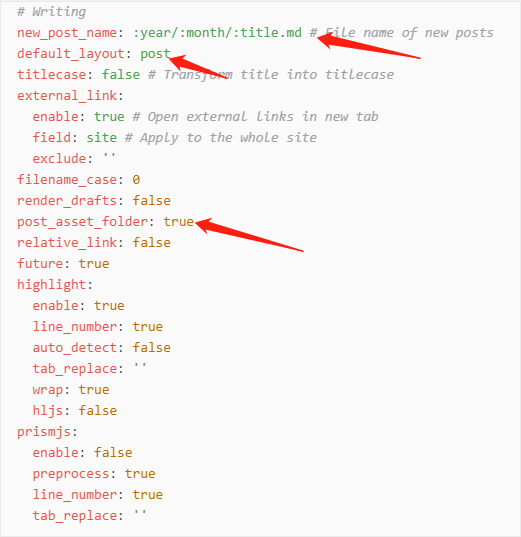 # Writing
new_post_name: :year/:month/:title.md # File name of new posts
default_layout: post
titlecase: false # Transform title into titlecase
external_link:
  enable: true # Open external links in new tab
  field: site # Apply to the whole site
  exclude: ''
filename_case: 0
render_drafts: false
post_asset_folder: true
relative_link: false
future: true
highlight:
  enable: true
  line_number: true
  auto_detect: false
  tab_replace: ''
  wrap: true
  hljs: false
prismjs:
  enable: false
  preprocess: true
  line_number: true
  tab_replace: ''